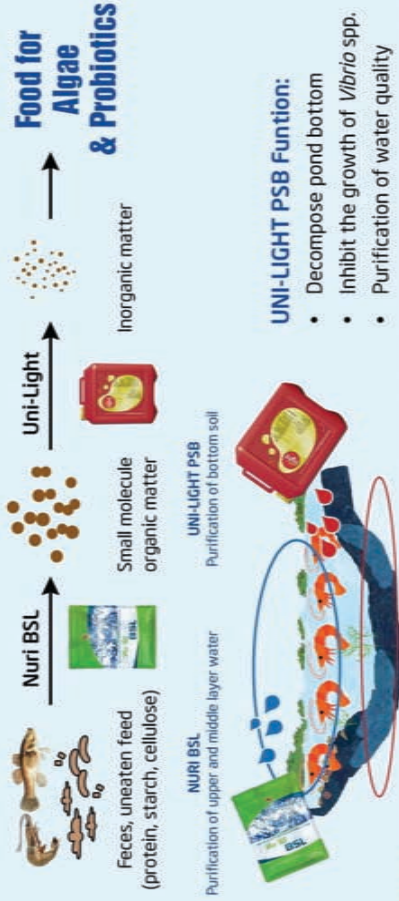 Nuri BSL
Uni-Light
Food for
Algae
& Probiotics
Feces, uneaten feed
(protein, starch, cellulose)
BSL
Small molecule
organic matter
Inorganic matter
NURI BSL
Purification of upper and middle layer water
UNI-LIGHT PSB
Purification of bottom soil
BSL
UNI-LIGHT PSB Funtion:
• Decompose pond bottom
• Inhibit the growth of Vibrio spp.
• Purification of water quality